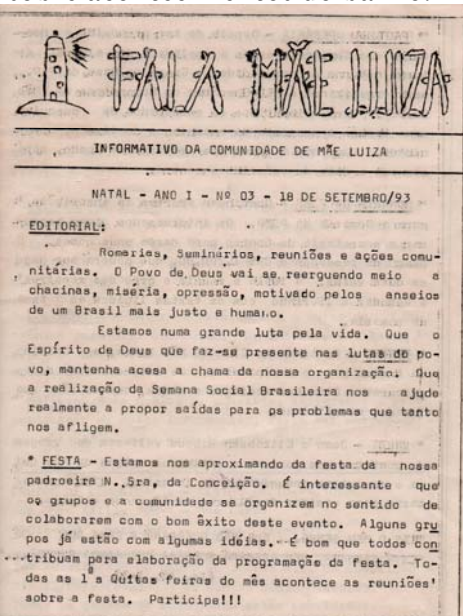 FALA MÃE LUIZA
INFORMATIVO DA COMUNIDADE DE MÃE LUIZA
NATAL - ANO I - Nº 03 - 18 DE SETEMBRO/93
EDITORIAL:
Romarias, Seminários, reuniões e ações comu-
nitárias. O Povo de Deus vai se reerguendo meio a
chacinas, miséria, opressão, motivado pelos anseios
de um Brasil mais justo e humano.
Estamos numa grande luta pela vida. Que o
Espírito de Deus que faz-se presente nas lutas do po-
vo, mantenha acesa a chama da nossa organização. Que
a realização da Semana Social Brasileira nos ajude
realmente a propor saídas para os problemas que tanto
nos afligem.
* FESTA - Estamos nos aproximando da festa da nossa
padroeira N. Sra. da Conceição. É interessante que
os grupos e a comunidade se organizem no sentido de
colaborarem com o bom êxito deste evento. Alguns gru
pos já estão com algumas idéias. É bom que todos con
tribuam para elaboração da programação da festa. To-
das as 1ªs Quitas feiras do mês acontece as reuniões
sobre a festa. Participe!!!